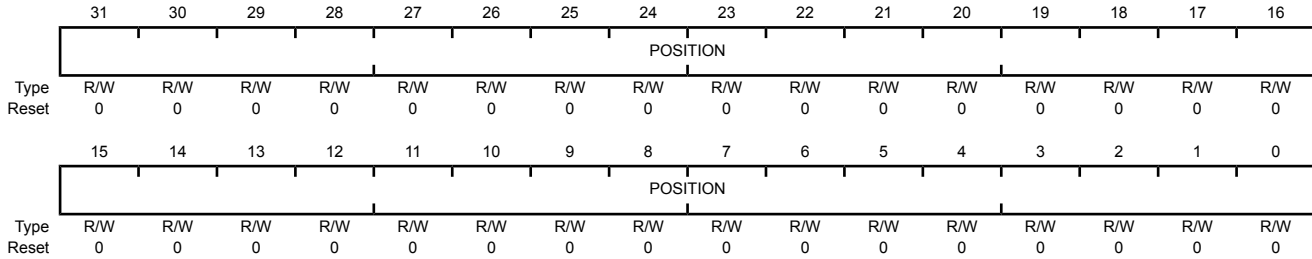 31 30 29 28 27 26 25 24 23 22 21 20 19 18 17 16
POSITION
Type R/W R/W R/W R/W R/W R/W R/W R/W R/W R/W R/W R/W R/W R/W R/W R/W
Reset 0 0 0 0 0 0 0 0 0 0 0 0 0 0 0 0
15 14 13 12 11 10 9 8 7 6 5 4 3 2 1 0
POSITION
Type R/W R/W R/W R/W R/W R/W R/W R/W R/W R/W R/W R/W R/W R/W R/W R/W
Reset 0 0 0 0 0 0 0 0 0 0 0 0 0 0 0 0